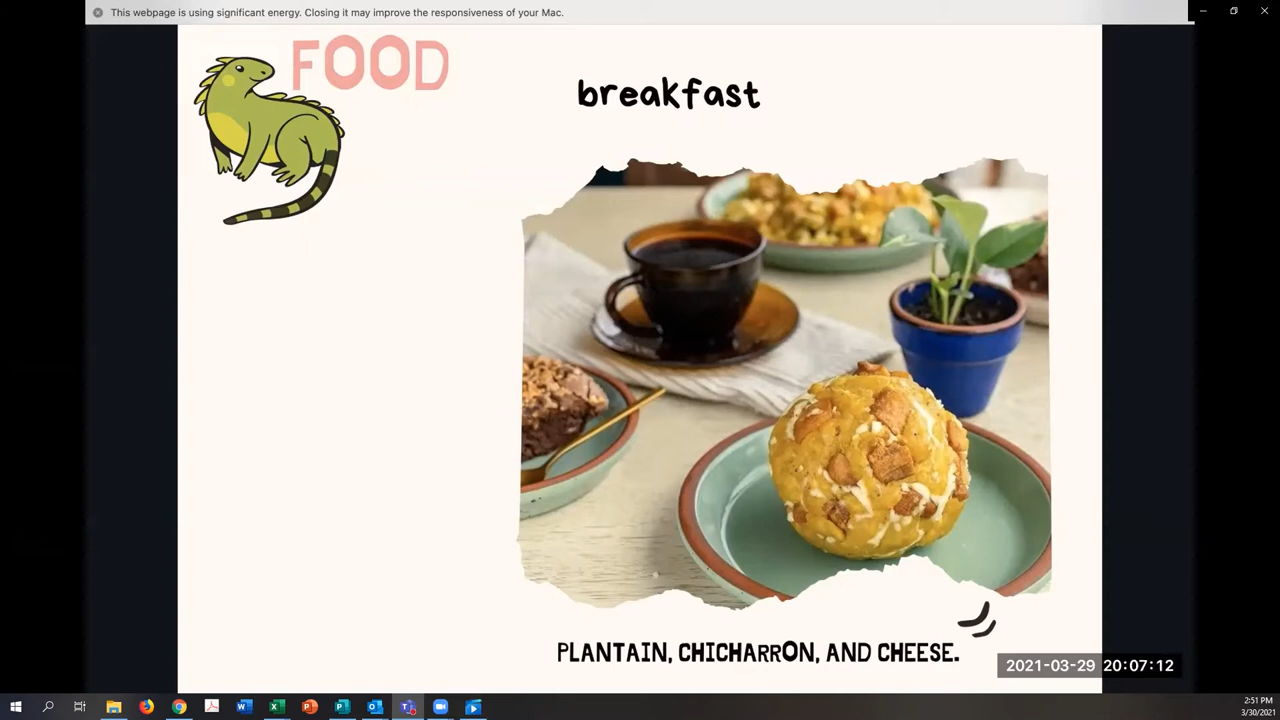 This webpage is using significant energy. Closing it may improve the responsiveness of your Mac.
FOOD
breakfast
PLANTAIN, CHICHARRON, AND CHEESE.
2021-03-29 20:07:12
2:51 PM
3/30/2021